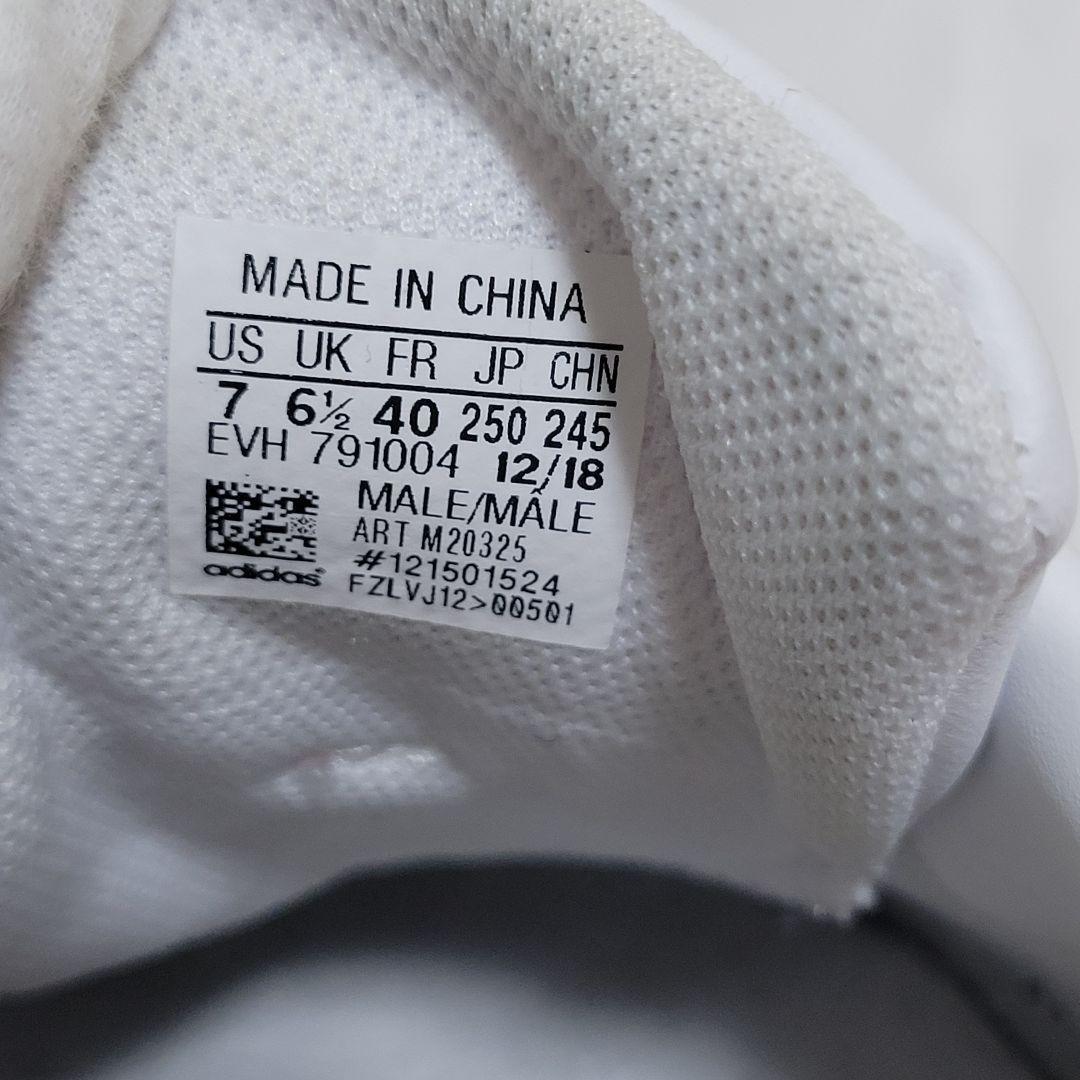 MADE IN CHINA
US UK FR JP CHN
7 6½ 40 250 245
EVH 791004 12/18
MALE/MÂLE
ART M20325
#121501524
adidas
FZLVJ12>00501